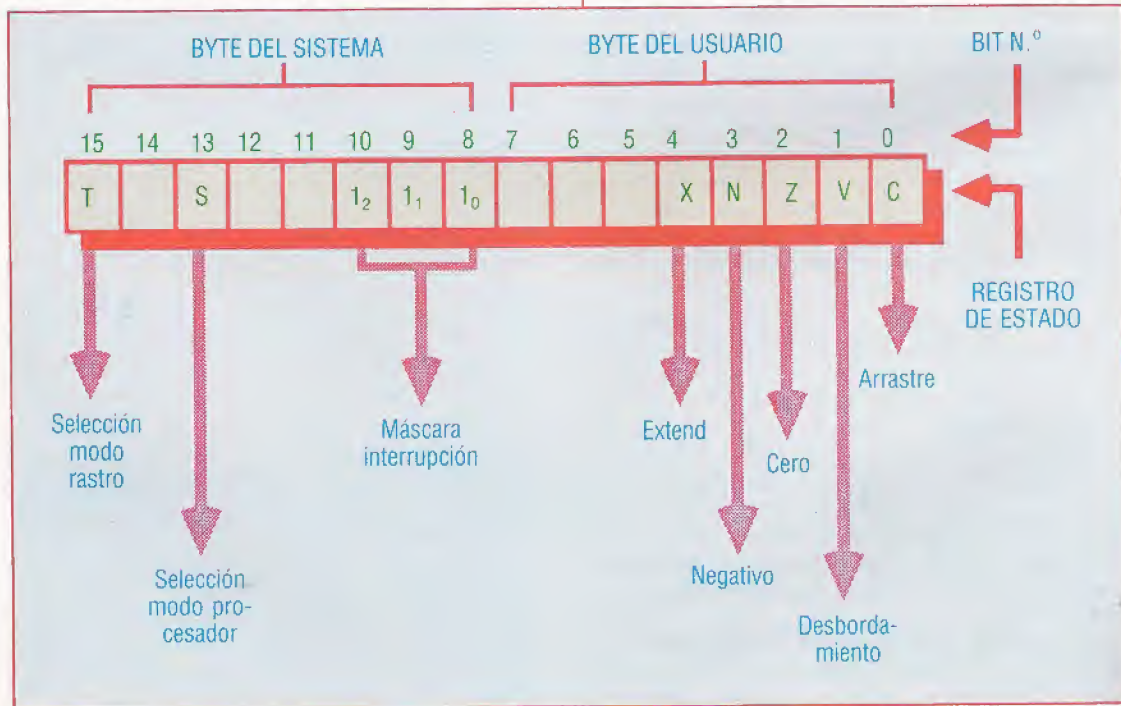 BYTE DEL SISTEMA
BYTE DEL USUARIO
BIT N.º
15 14 13 12 11 10 9 8 7 6 5 4 3 2 1 0
T S 1₂ 1₁ 1₀ X N Z V C
REGISTRO
DE ESTADO
Selección
modo
rastro
Selección
modo pro-
cesador
Máscara
interrupción
Extend
Negativo
Cero
Desborda-
miento
Arrastre